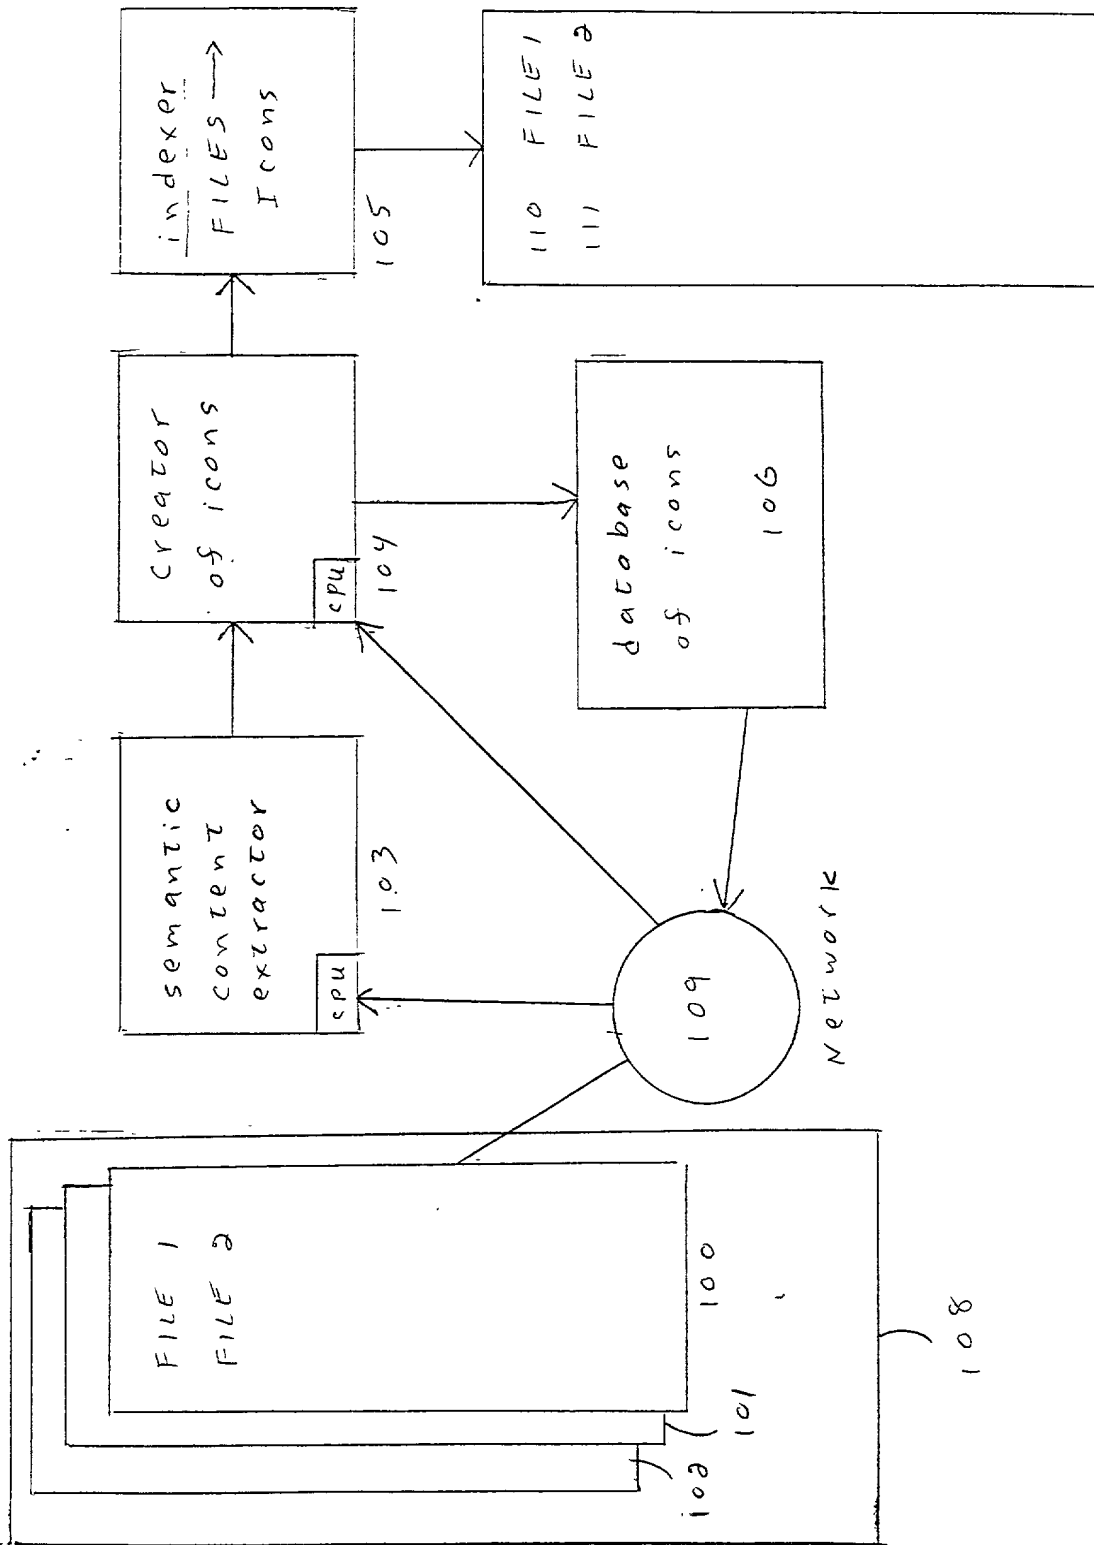 FILE 1
FILE 2
100
101
102
108
semantic
content
extractor
cpu
103
109
Network
Creator
of icons
cpu
104
database
of icons
106
indexer
FILES →
Icons
105
110 FILE 1
111 FILE 2